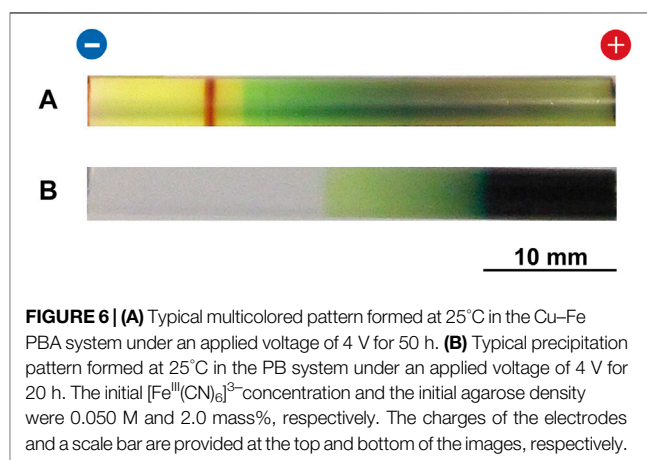 − +
A
B
10 mm
FIGURE 6 | (A) Typical multicolored pattern formed at 25°C in the Cu–Fe
PBA system under an applied voltage of 4 V for 50 h. (B) Typical precipitation
pattern formed at 25°C in the PB system under an applied voltage of 4 V for
20 h. The initial [Feᴵᴵᴵ(CN)₆]³⁻concentration and the initial agarose density
were 0.050 M and 2.0 mass%, respectively. The charges of the electrodes
and a scale bar are provided at the top and bottom of the images, respectively.